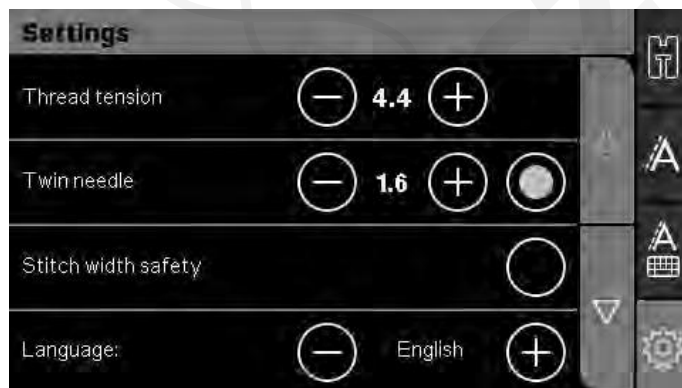 Settings
Thread tension 4.4
Twin needle 1.6
Stitch width safety
Language: English